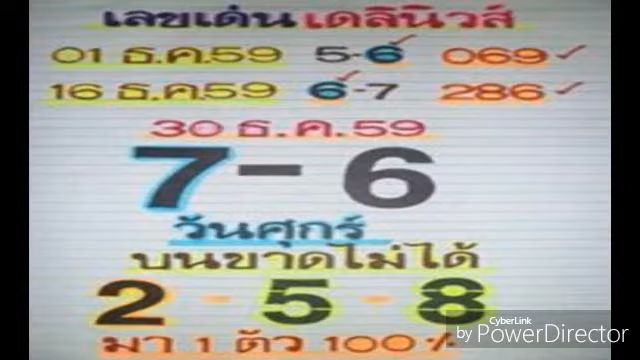 เลขเด่นเดลินิวส์
01 ธ.ค.59 5-6 069
16 ธ.ค.59 6-7 286
30 ธ.ค.59
7-6
วันศุกร์
บนขาดไม่ได้
2-5-8
มา 1 ตัว 100%
CyberLink
by PowerDirector